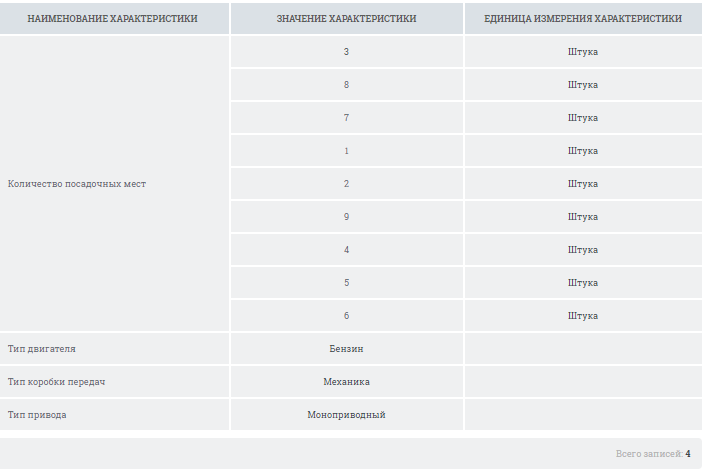 НАИМЕНОВАНИЕ ХАРАКТЕРИСТИКИ ЗНАЧЕНИЕ ХАРАКТЕРИСТИКИ ЕДИНИЦА ИЗМЕРЕНИЯ ХАРАКТЕРИСТИКИ
3 Штука
8 Штука
7 Штука
1 Штука
Количество посадочных мест 2 Штука
9 Штука
4 Штука
5 Штука
6 Штука
Тип двигателя Бензин
Тип коробки передач Механика
Тип привода Моноприводный
Всего записей: 4